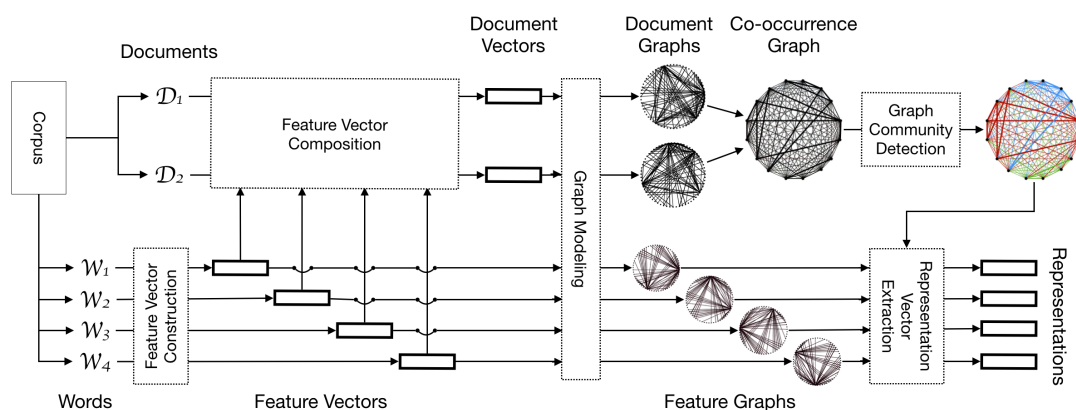 Documents
Document
Vectors
Document
Graphs
Co-occurrence
Graph
Corpus
D1
D2
Feature Vector
Composition
Graph Modeling
Graph
Community
Detection
W1
W2
W3
W4
Feature Vector
Construction
Representation
Vector
Extraction
Representations
Words
Feature Vectors
Feature Graphs